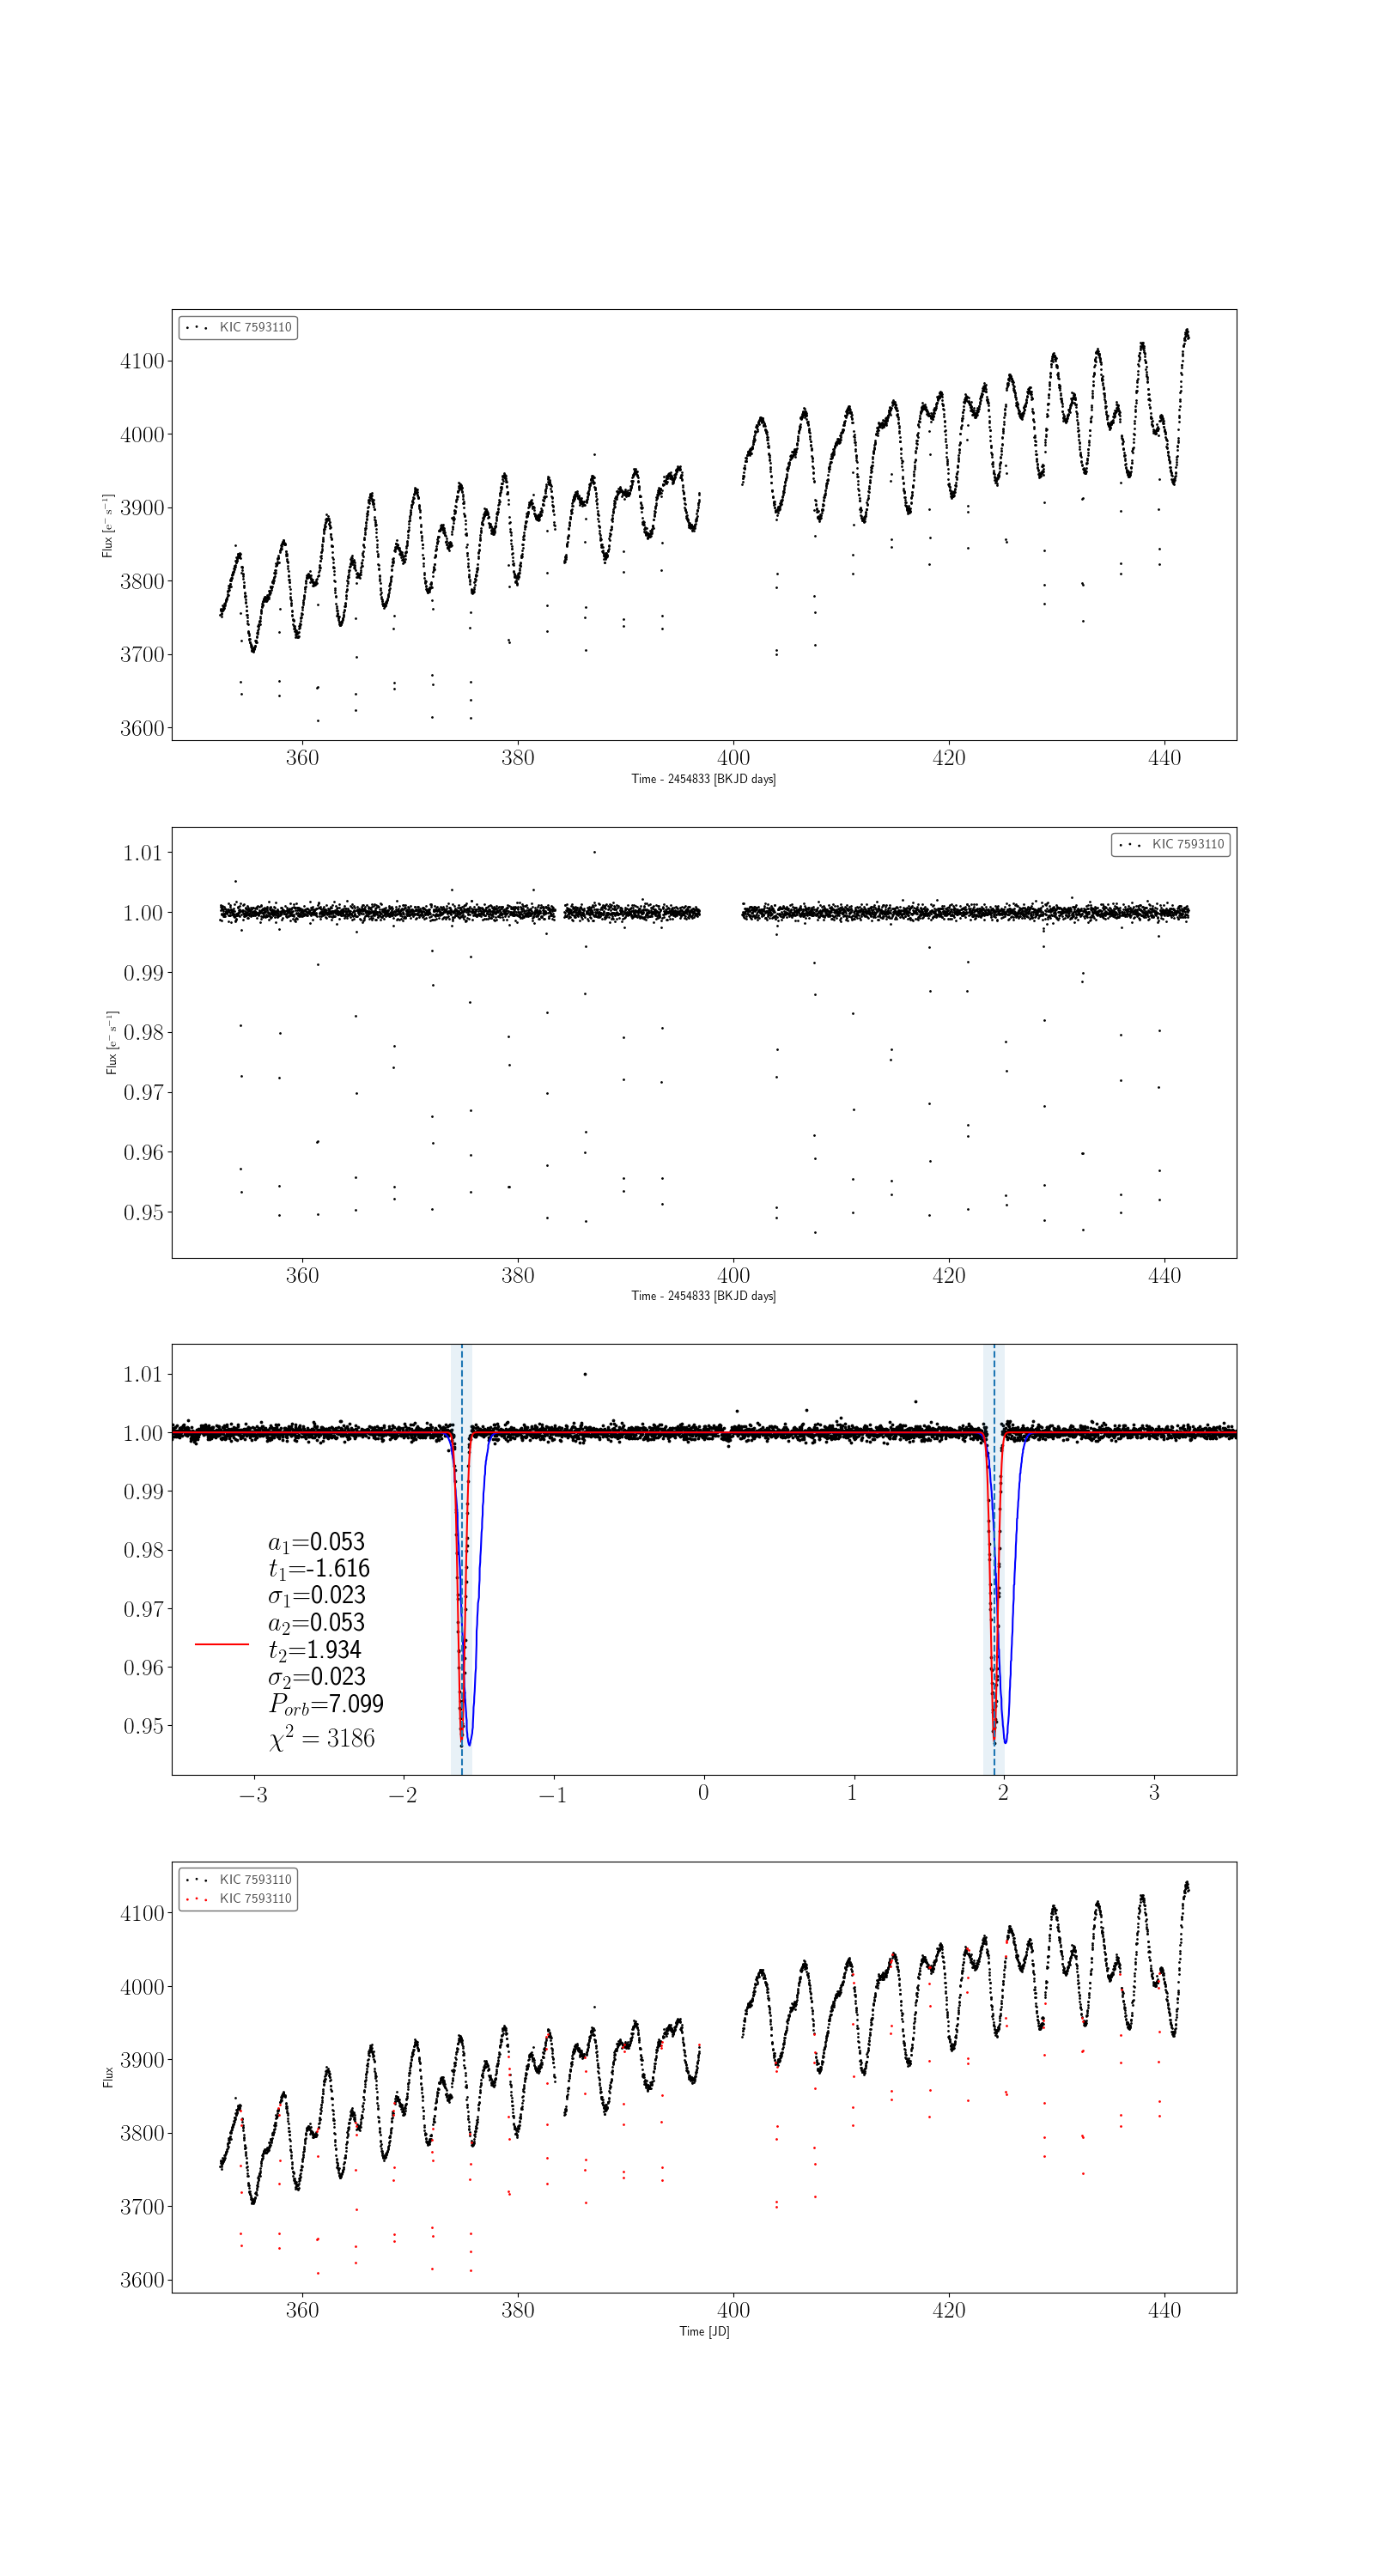 KIC 7593110
4100
4000
3900
3800
3700
3600
Flux [e⁻ s⁻¹]
360 380 400 420 440
Time - 2454833 [BKJD days]
KIC 7593110
1.01
1.00
0.99
0.98
0.97
0.96
0.95
Flux [e⁻ s⁻¹]
360 380 400 420 440
Time - 2454833 [BKJD days]
1.01
1.00
0.99
0.98
0.97
0.96
0.95
a₁=0.053
t₁=-1.616
σ₁=0.023
a₂=0.053
t₂=1.934
σ₂=0.023
P_orb=7.099
χ² = 3186
−3 −2 −1 0 1 2 3
KIC 7593110
KIC 7593110
4100
4000
3900
3800
3700
3600
Flux
360 380 400 420 440
Time [JD]